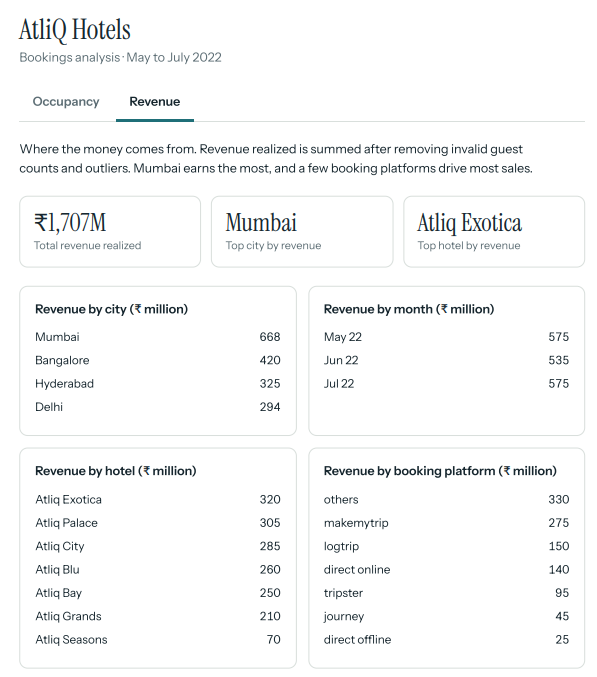 AtliQ Hotels
Bookings analysis · May to July 2022
Occupancy
Revenue
Where the money comes from. Revenue realized is summed after removing invalid guest
counts and outliers. Mumbai earns the most, and a few booking platforms drive most sales.
₹1,707M
Total revenue realized
Mumbai
Top city by revenue
Atliq Exotica
Top hotel by revenue
Revenue by city (₹ million)
Mumbai 668
Bangalore 420
Hyderabad 325
Delhi 294
Revenue by month (₹ million)
May 22 575
Jun 22 535
Jul 22 575
Revenue by hotel (₹ million)
Atliq Exotica 320
Atliq Palace 305
Atliq City 285
Atliq Blu 260
Atliq Bay 250
Atliq Grands 210
Atliq Seasons 70
Revenue by booking platform (₹ million)
others 330
makemytrip 275
logtrip 150
direct online 140
tripster 95
journey 45
direct offline 25